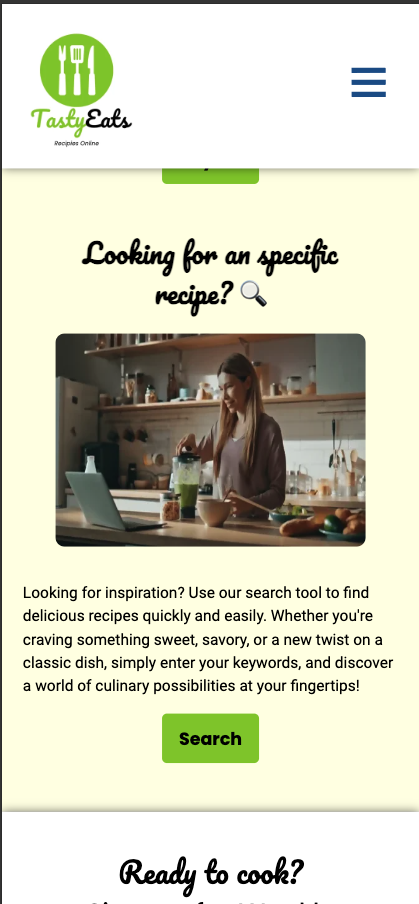 TastyEats
Recipies Online
Looking for an specific
recipe? 🔍
Looking for inspiration? Use our search tool to find
delicious recipes quickly and easily. Whether you're
craving something sweet, savory, or a new twist on a
classic dish, simply enter your keywords, and discover
a world of culinary possibilities at your fingertips!
Search
Ready to cook?